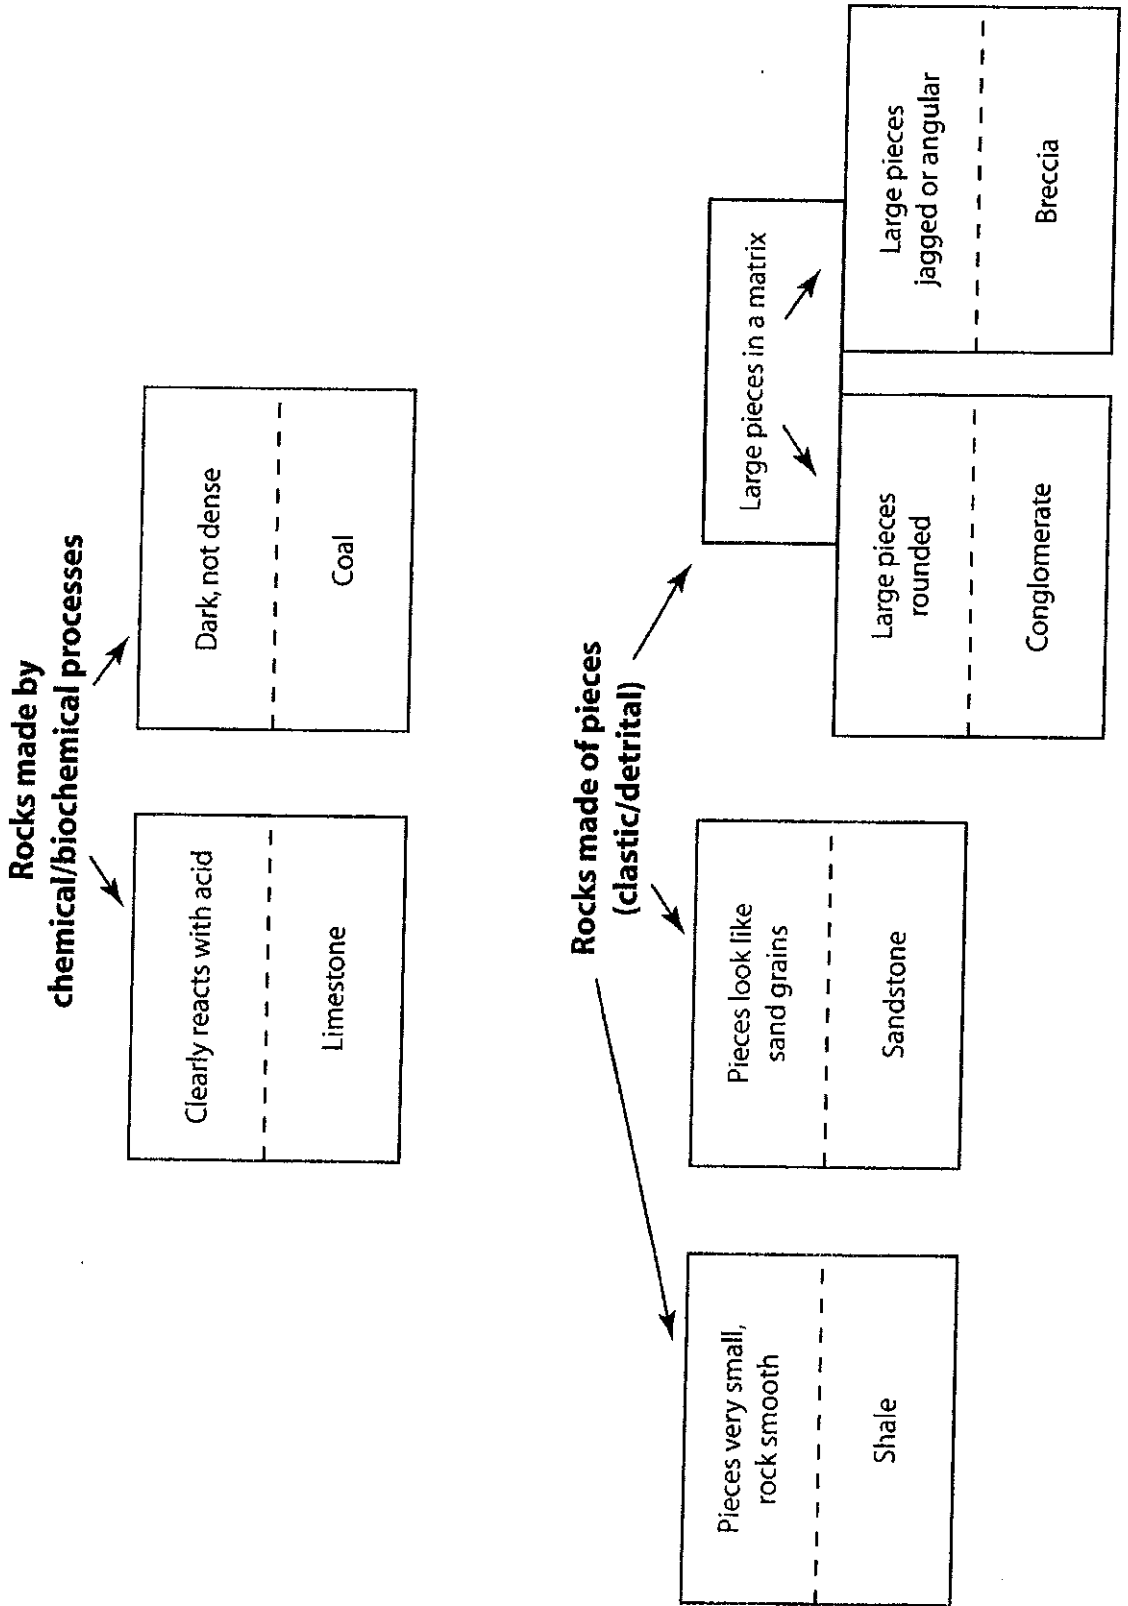 Rocks made by
chemical/biochemical processes
Clearly reacts with acid
Limestone
Dark, not dense
Coal
Rocks made of pieces
(clastic/detrital)
Pieces very small,
rock smooth
Shale
Pieces look like
sand grains
Sandstone
Large pieces in a matrix
Large pieces
rounded
Conglomerate
Large pieces
jagged or angular
Breccia